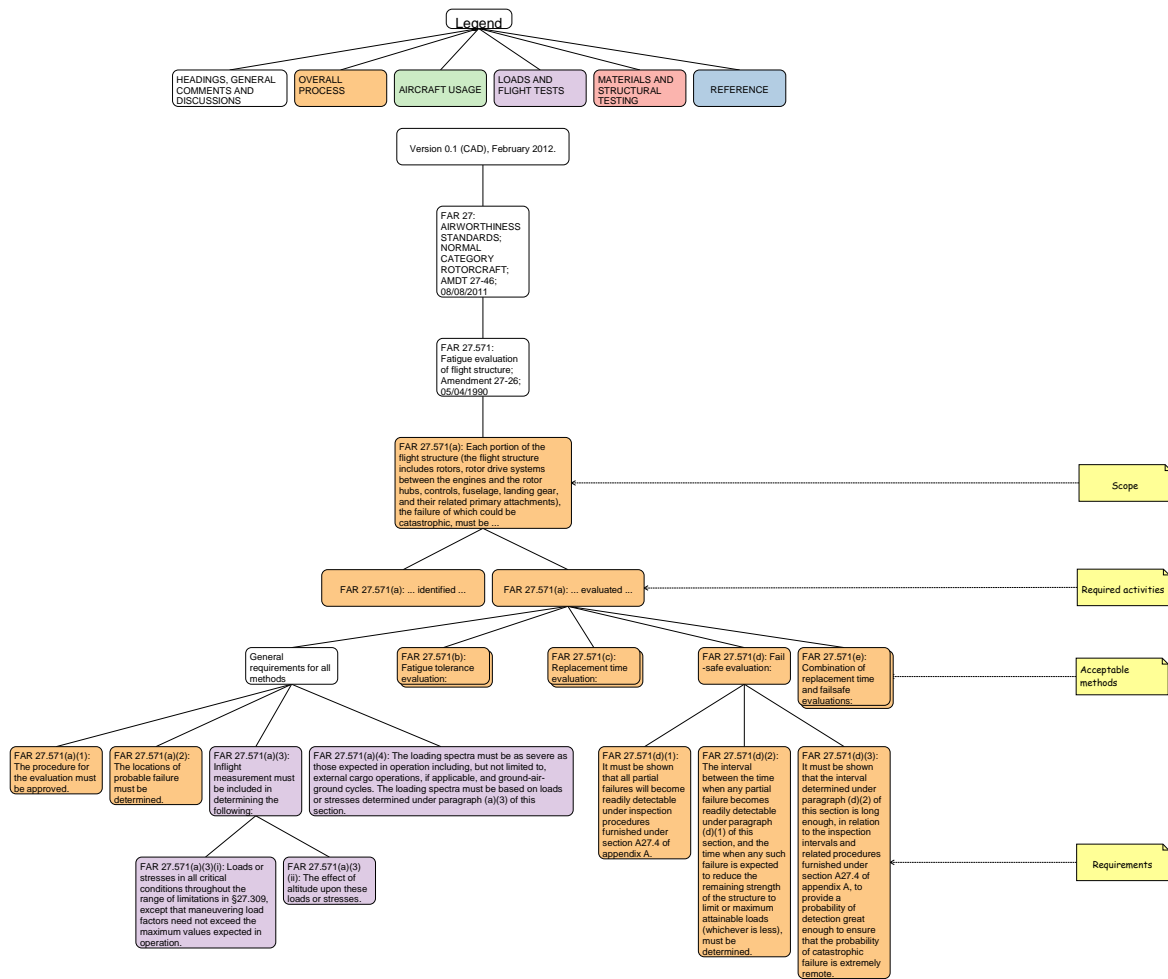 Legend
HEADINGS, GENERAL
COMMENTS AND
DISCUSSIONS
OVERALL
PROCESS
AIRCRAFT USAGE
LOADS AND
FLIGHT TESTS
MATERIALS AND
STRUCTURAL
TESTING
REFERENCE
Version 0.1 (CAD), February 2012.
FAR 27:
AIRWORTHINESS
STANDARDS;
NORMAL
CATEGORY
ROTORCRAFT;
AMDT 27-46;
08/08/2011
FAR 27.571:
Fatigue evaluation
of flight structure;
Amendment 27-26;
05/04/1990
FAR 27.571(a): Each portion of the
flight structure (the flight structure
includes rotors, rotor drive systems
between the engines and the rotor
hubs, controls, fuselage, landing gear,
and their related primary attachments),
the failure of which could be
catastrophic, must be ...
Scope
FAR 27.571(a): ... identified ...
FAR 27.571(a): ... evaluated ...
Required activities
General
requirements for all
methods
FAR 27.571(b):
Fatigue tolerance
evaluation:
FAR 27.571(c):
Replacement time
evaluation:
FAR 27.571(d): Fail
-safe evaluation:
FAR 27.571(e):
Combination of
replacement time
and failsafe
evaluations:
Acceptable
methods
FAR 27.571(a)(1):
The procedure for
the evaluation must
be approved.
FAR 27.571(a)(2):
The locations of
probable failure
must be
determined.
FAR 27.571(a)(3):
Inflight
measurement must
be included in
determining the
following:
FAR 27.571(a)(4): The loading spectra must be as severe as
those expected in operation including, but not limited to,
external cargo operations, if applicable, and ground-air-
ground cycles. The loading spectra must be based on loads
or stresses determined under paragraph (a)(3) of this
section.
FAR 27.571(d)(1):
It must be shown
that all partial
failures will become
readily detectable
under inspection
procedures
furnished under
section A27.4 of
appendix A.
FAR 27.571(d)(2):
The interval
between the time
when any partial
failure becomes
readily detectable
under paragraph
(d)(1) of this
section, and the
time when any such
failure is expected
to reduce the
remaining strength
of the structure to
limit or maximum
attainable loads
(whichever is less),
must be
determined.
FAR 27.571(d)(3):
It must be shown
that the interval
determined under
paragraph (d)(2) of
this section is long
enough, in relation
to the inspection
intervals and
related procedures
furnished under
section A27.4 of
appendix A, to
provide a
probability of
detection great
enough to ensure
that the probability
of catastrophic
failure is extremely
remote.
Requirements
FAR 27.571(a)(3)(i): Loads or
stresses in all critical
conditions throughout the
range of limitations in §27.309,
except that maneuvering load
factors need not exceed the
maximum values expected in
operation.
FAR 27.571(a)(3)
(ii): The effect of
altitude upon these
loads or stresses.